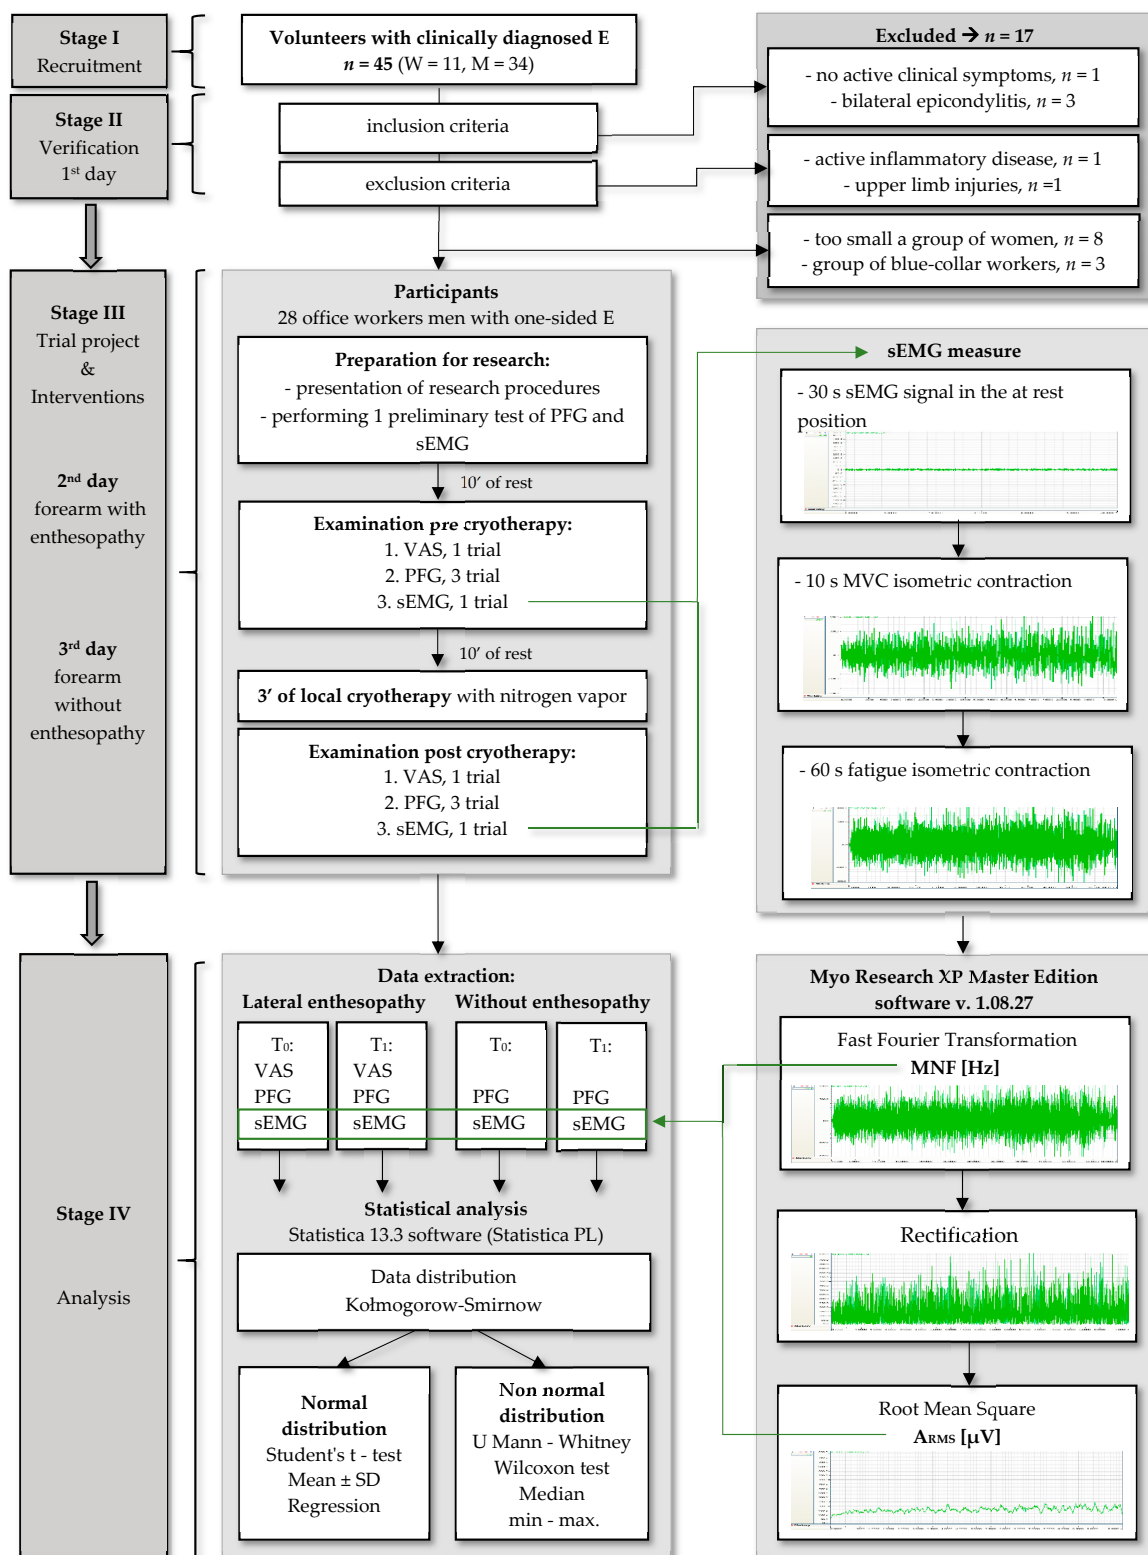 Stage I
Recruitment
Volunteers with clinically diagnosed E
n = 45 (W = 11, M = 34)
Excluded → n = 17
- no active clinical symptoms, n = 1
- bilateral epicondylitis, n = 3
Stage II
Verification
1st day
inclusion criteria
exclusion criteria
- active inflammatory disease, n = 1
- upper limb injuries, n =1
- too small a group of women, n = 8
- group of blue-collar workers, n = 3
Stage III
Trial project
&
Interventions
2nd day
forearm with
enthesopathy
3rd day
forearm
without
enthesopathy
Participants
28 office workers men with one-sided E
Preparation for research:
- presentation of research procedures
- performing 1 preliminary test of PFG and
sEMG
10′ of rest
Examination pre cryotherapy:
1. VAS, 1 trial
2. PFG, 3 trial
3. sEMG, 1 trial
10′ of rest
3′ of local cryotherapy with nitrogen vapor
Examination post cryotherapy:
1. VAS, 1 trial
2. PFG, 3 trial
3. sEMG, 1 trial
sEMG measure
- 30 s sEMG signal in the at rest
position
- 10 s MVC isometric contraction
- 60 s fatigue isometric contraction
Stage IV
Analysis
Data extraction:
Lateral enthesopathy
Without enthesopathy
T0:
VAS
PFG
sEMG
T1:
VAS
PFG
sEMG
T0:
PFG
sEMG
T1:
PFG
sEMG
Statistical analysis
Statistica 13.3 software (Statistica PL)
Data distribution
Kołmogorow-Smirnow
Normal
distribution
Student's t - test
Mean ± SD
Regression
Non normal
distribution
U Mann - Whitney
Wilcoxon test
Median
min - max.
Myo Research XP Master Edition
software v. 1.08.27
Fast Fourier Transformation
MNF [Hz]
Rectification
Root Mean Square
ARMS [µV]